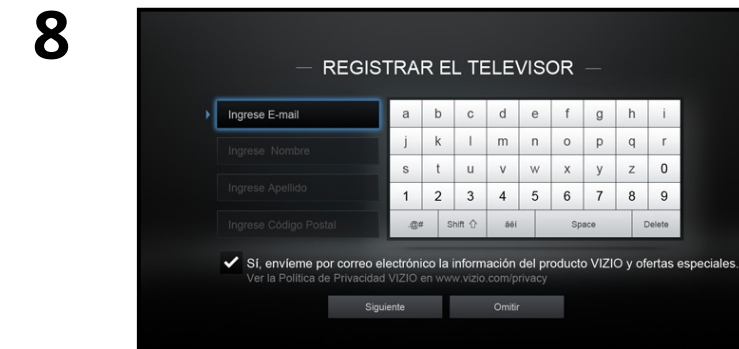 8
REGISTRAR EL TELEVISOR
Ingrese E-mail
Ingrese Nombre
Ingrese Apellido
Ingrese Código Postal
a b c d e f g h i
j k l m n o p q r
s t u v w x y z 0
1 2 3 4 5 6 7 8 9
.@# Shift áêí Space Delete
Sí, envíeme por correo electrónico la información del producto VIZIO y ofertas especiales.
Ver la Política de Privacidad VIZIO en www.vizio.com/privacy
Siguiente Omitir